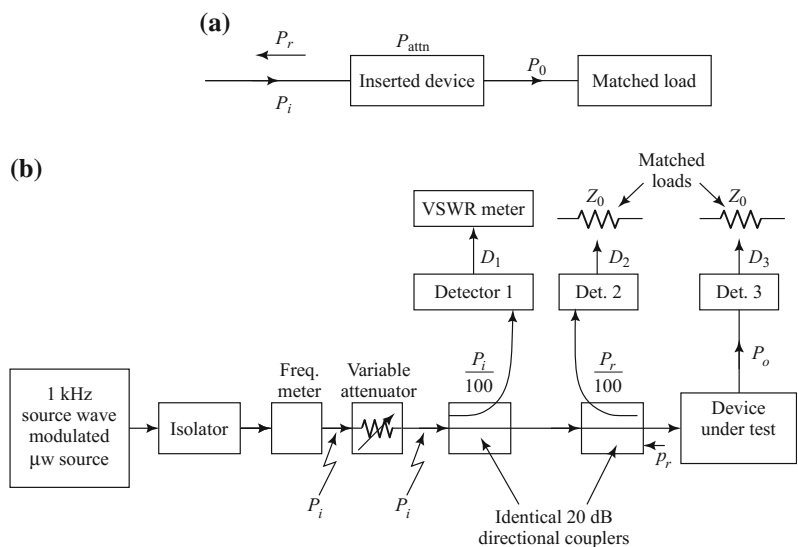 (a)
P_r
P_attn
P_0
Inserted device
Matched load
P_i
(b)
Matched
loads
Z_0
Z_0
VSWR meter
D_1
D_2
D_3
Detector 1
Det. 2
Det. 3
P_i
100
P_r
100
P_o
Freq.
meter
Variable
attenuator
1 kHz
source wave
modulated
μw source
Isolator
Device
under test
p_r
P_i
P_i
Identical 20 dB
directional couplers